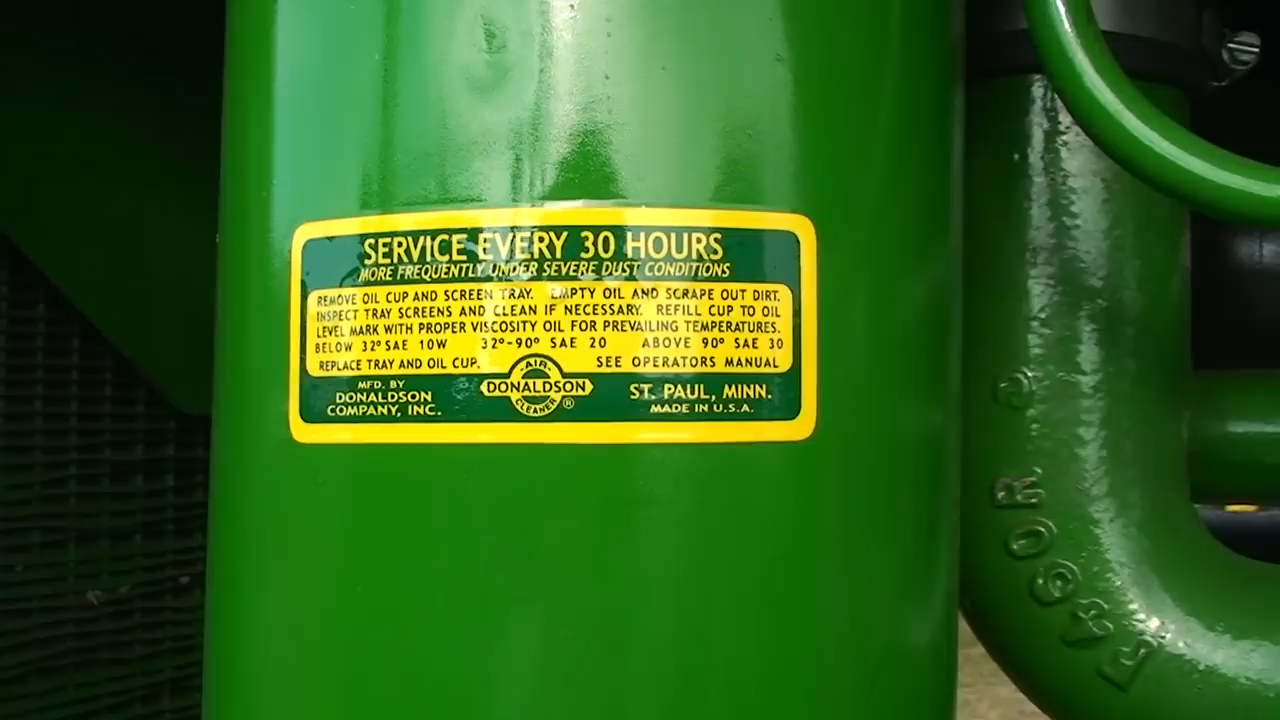 SERVICE EVERY 30 HOURS
MORE FREQUENTLY UNDER SEVERE DUST CONDITIONS
REMOVE OIL CUP AND SCREEN TRAY. EMPTY OIL AND SCRAPE OUT DIRT.
INSPECT TRAY SCREENS AND CLEAN IF NECESSARY. REFILL CUP TO OIL
LEVEL MARK WITH PROPER VISCOSITY OIL FOR PREVAILING TEMPERATURES.
BELOW 32° SAE 10W 32°-90° SAE 20 ABOVE 90° SAE 30
REPLACE TRAY AND OIL CUP. SEE OPERATORS MANUAL
MFD. BY
DONALDSON
COMPANY, INC.
-AIR-
DONALDSON
CLEANER ®
ST. PAUL, MINN.
MADE IN U.S.A.